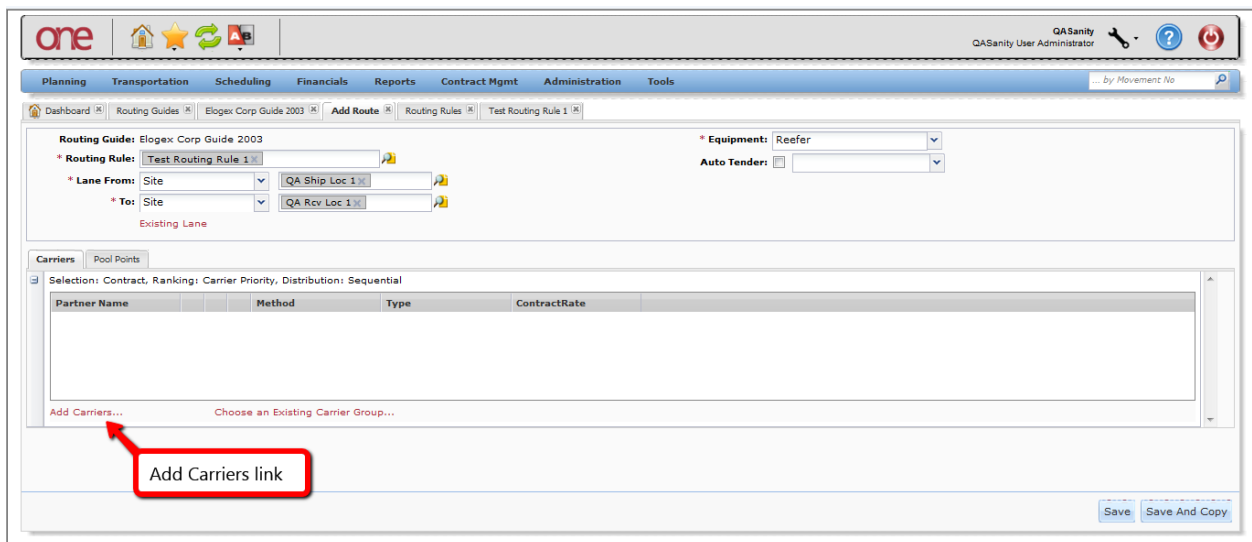 one
AB
QASanity
QASanity User Administrator
?
Planning Transportation Scheduling Financials Reports Contract Mgmt Administration Tools
... by Movement No
Dashboard Routing Guides Elogex Corp Guide 2003 Add Route Routing Rules Test Routing Rule 1
Routing Guide: Elogex Corp Guide 2003
* Equipment: Reefer
* Routing Rule: Test Routing Rule 1
Auto Tender:
* Lane From: Site QA Ship Loc 1
* To: Site QA Rcv Loc 1
Existing Lane
Carriers Pool Points
Selection: Contract, Ranking: Carrier Priority, Distribution: Sequential
Partner Name Method Type ContractRate
Add Carriers... Choose an Existing Carrier Group...
Add Carriers link
Save Save And Copy